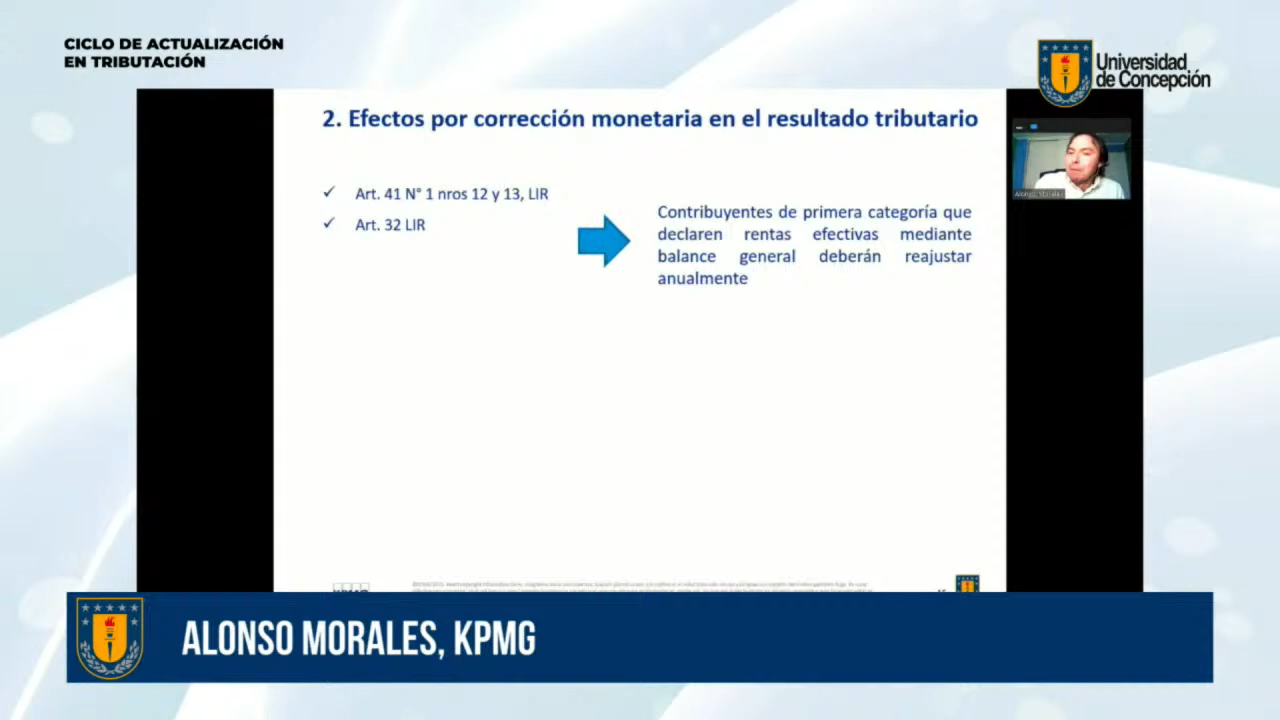 CICLO DE ACTUALIZACIÓN
EN TRIBUTACIÓN
Universidad
de Concepción
2. Efectos por corrección monetaria en el resultado tributario
Art. 41 N° 1 nros 12 y 13, LIR
Art. 32 LIR
Contribuyentes de primera categoría que
declaren rentas efectivas mediante
balance general deberán reajustar
anualmente
Alonso Morales
ALONSO MORALES, KPMG